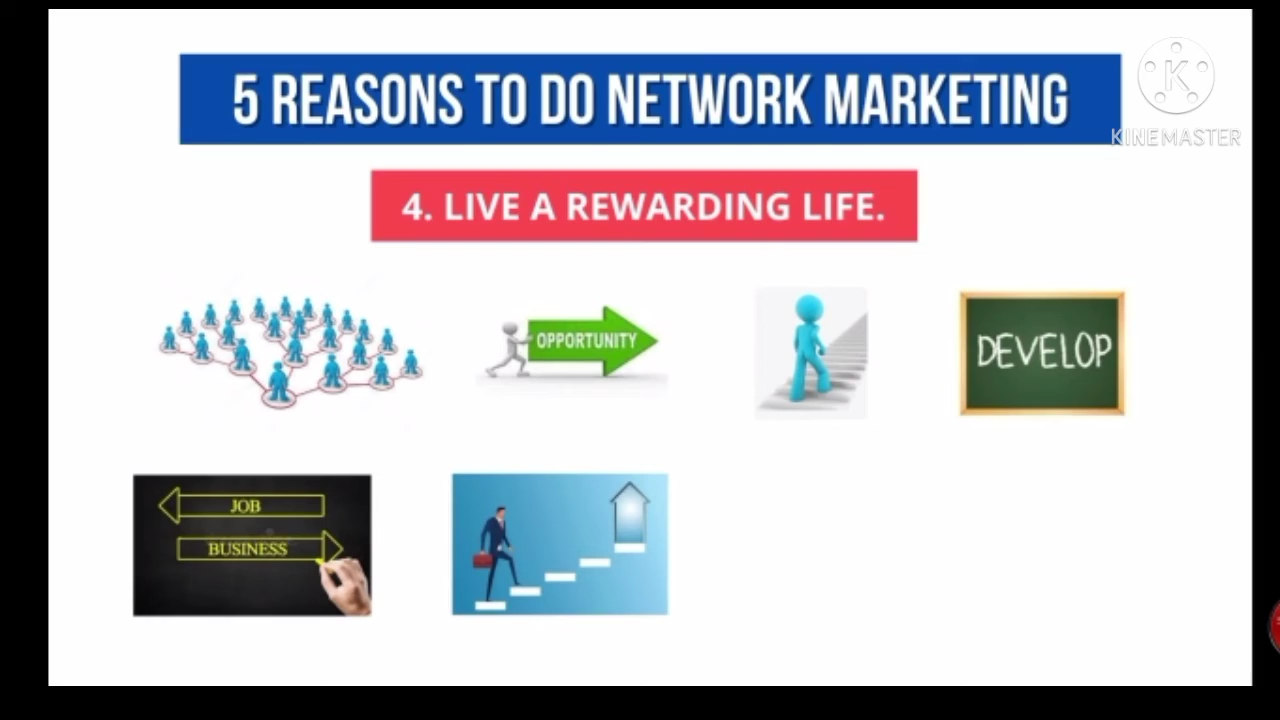 5 REASONS TO DO NETWORK MARKETING
K
KINEMASTER
4. LIVE A REWARDING LIFE.
OPPORTUNITY
DEVELOP
JOB
BUSINESS